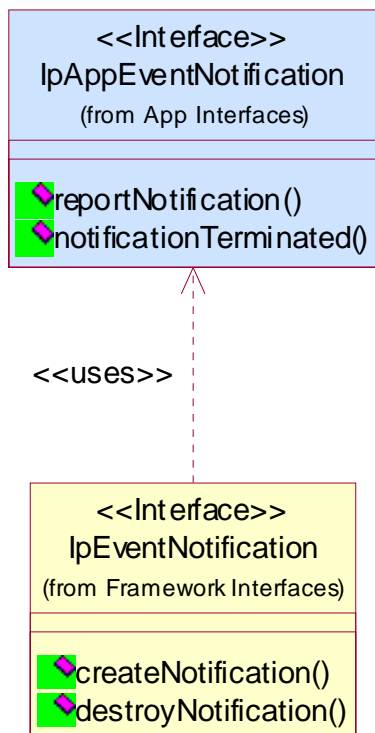 <<Interface>>
IpAppEventNotification
(from App Interfaces)
reportNotification()
notificationTerminated()
<<uses>>
<<Interface>>
IpEventNotification
(from Framework Interfaces)
createNotification()
destroyNotification()